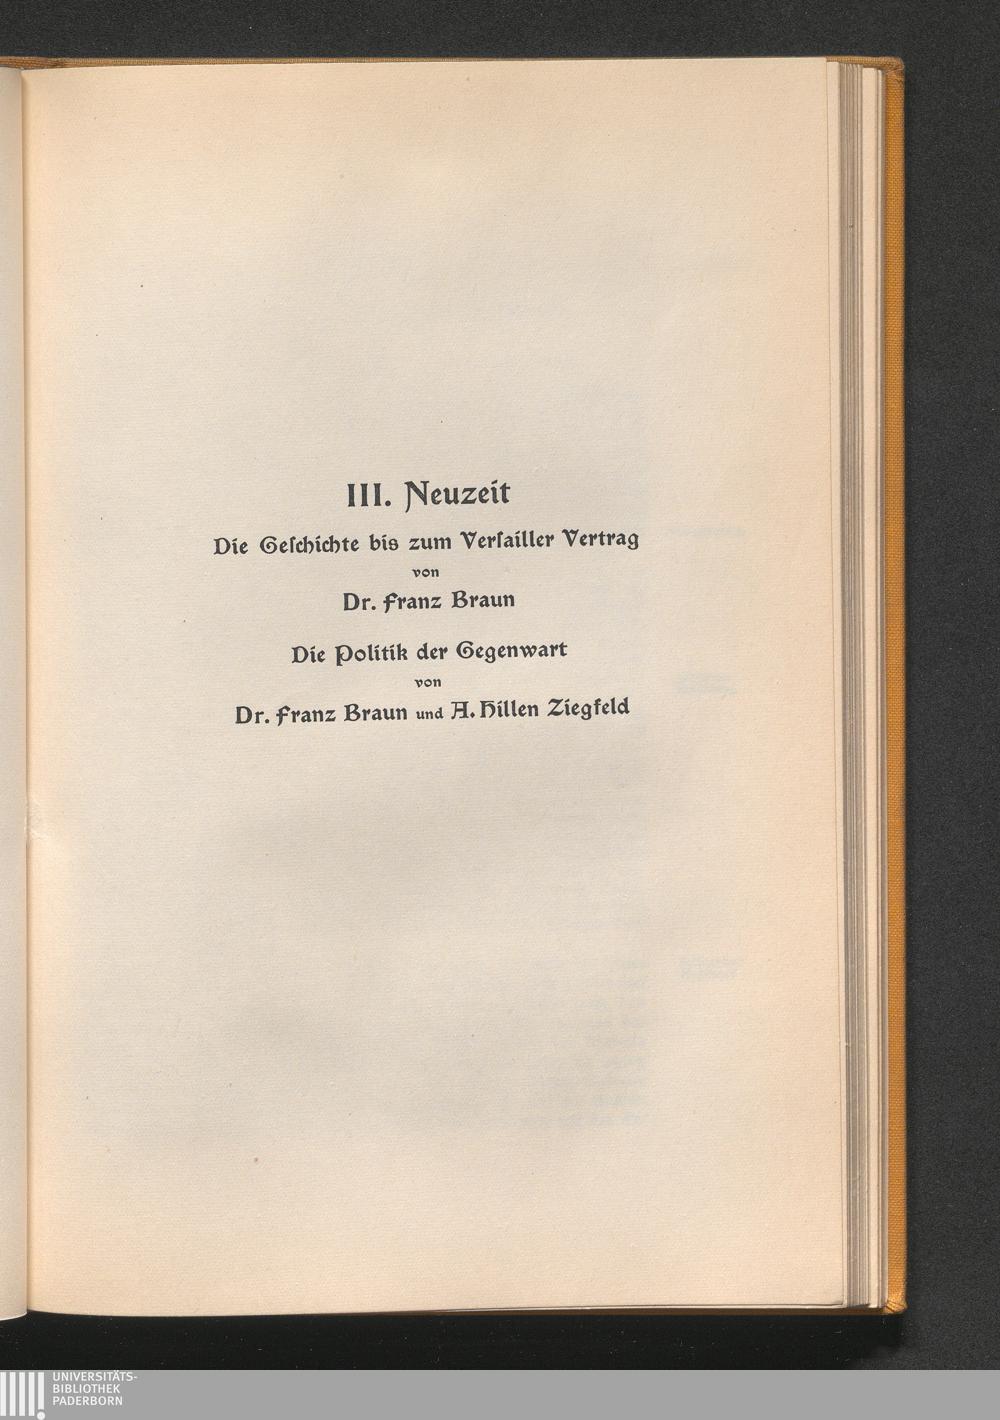 III. Neuzeit
Die Geſchichte bis zum Verſailler Vertrag
von
Dr. Franz Braun
Die Politik der Gegenwart
von
Dr. Franz Braun und A. Hillen Ziegfeld
UNIVERSITÄTS-
BIBLIOTHEK
PADERBORN